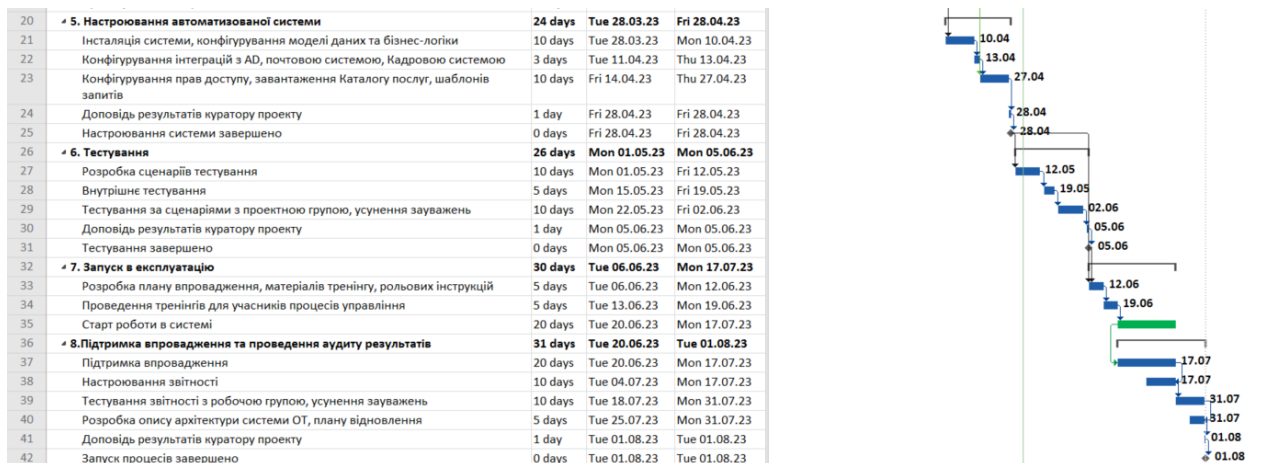 20 5. Настроювання автоматизованої системи 24 days Tue 28.03.23 Fri 28.04.23
21 Інсталяція системи, конфігурування моделі даних та бізнес-логіки 10 days Tue 28.03.23 Mon 10.04.23 10.04
22 Конфігурування інтеграцій з AD, почтовою системою, Кадровою системою 3 days Tue 11.04.23 Thu 13.04.23 13.04
23 Конфігурування прав доступу, завантаження Каталогу послуг, шаблонів 10 days Fri 14.04.23 Thu 27.04.23 27.04
запитів
24 Доповідь результатів куратору проекту 1 day Fri 28.04.23 Fri 28.04.23 28.04
25 Настроювання системи завершено 0 days Fri 28.04.23 Fri 28.04.23 28.04
26 6. Тестування 26 days Mon 01.05.23 Mon 05.06.23
27 Розробка сценаріїв тестування 10 days Mon 01.05.23 Fri 12.05.23 12.05
28 Внутрішнє тестування 5 days Mon 15.05.23 Fri 19.05.23 19.05
29 Тестування за сценаріями з проектною групою, усунення зауважень 10 days Mon 22.05.23 Fri 02.06.23 02.06
30 Доповідь результатів куратору проекту 1 day Mon 05.06.23 Mon 05.06.23 05.06
31 Тестування завершено 0 days Mon 05.06.23 Mon 05.06.23 05.06
32 7. Запуск в експлуатацію 30 days Tue 06.06.23 Mon 17.07.23
33 Розробка плану впровадження, матеріалів тренінгу, рольових інструкцій 5 days Tue 06.06.23 Mon 12.06.23 12.06
34 Проведення тренінгів для учасників процесів управління 5 days Tue 13.06.23 Mon 19.06.23 19.06
35 Старт роботи в системі 20 days Tue 20.06.23 Mon 17.07.23
36 8.Підтримка впровадження та проведення аудиту результатів 31 days Tue 20.06.23 Tue 01.08.23
37 Підтримка впровадження 20 days Tue 20.06.23 Mon 17.07.23 17.07
38 Настроювання звітності 10 days Tue 04.07.23 Mon 17.07.23 17.07
39 Тестування звітності з робочою групою, усунення зауважень 10 days Tue 18.07.23 Mon 31.07.23 31.07
40 Розробка опису архітектури системи ОТ, плану відновлення 5 days Tue 25.07.23 Mon 31.07.23 31.07
41 Доповідь результатів куратору проекту 1 day Tue 01.08.23 Tue 01.08.23 01.08
42 Запуск процесів завершено 0 days Tue 01.08.23 Tue 01.08.23 01.08